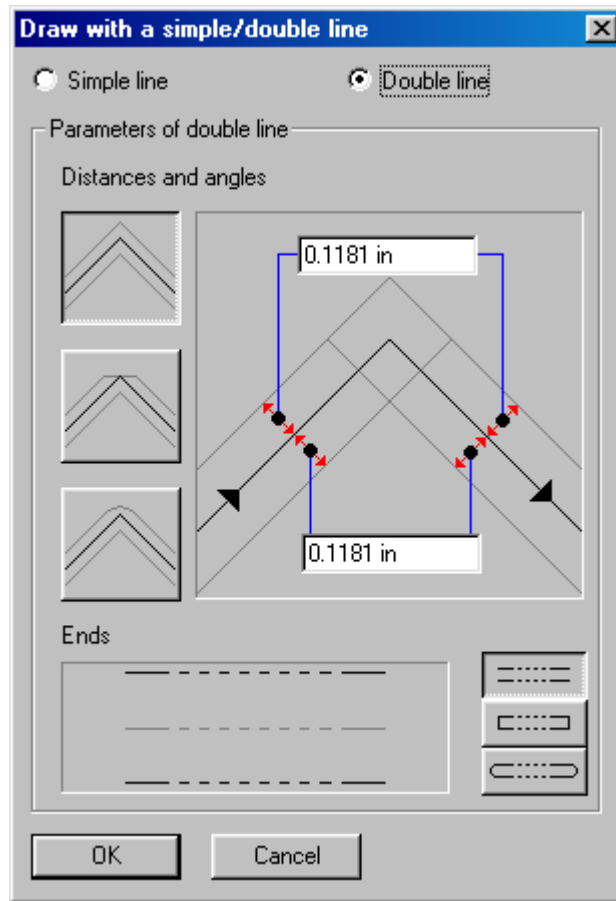 Draw with a simple/double line
Simple line
Double line
Parameters of double line
Distances and angles
0.1181 in
0.1181 in
Ends
OK
Cancel